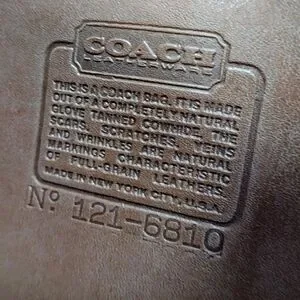 COACH
LEATHERWARE
THIS IS A COACH BAG. IT IS MADE
OUT OF A COMPLETELY NATURAL
GLOVE TANNED COWHIDE. THE
SCARS, SCRATCHES, VEINS
AND WRINKLES ARE NATURAL
MARKINGS CHARACTERISTIC
OF FULL-GRAIN LEATHERS.
MADE IN NEW YORK CITY, U.S.A.
Nº 121-6810